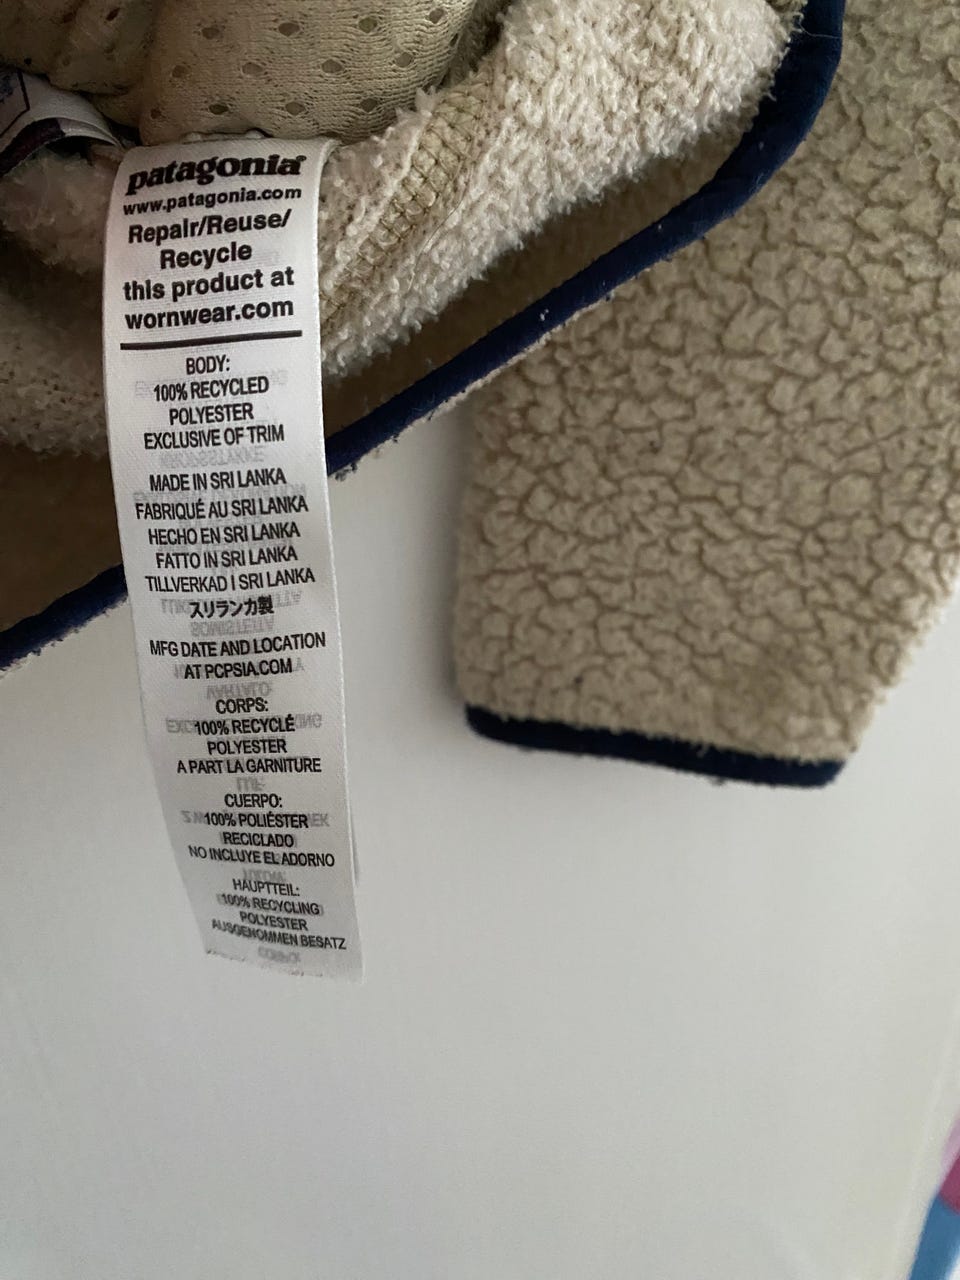 patagonia®
www.patagonia.com
Repair/Reuse/
Recycle
this product at
wornwear.com
BODY:
100% RECYCLED
POLYESTER
EXCLUSIVE OF TRIM
MADE IN SRI LANKA
FABRIQUÉ AU SRI LANKA
HECHO EN SRI LANKA
FATTO IN SRI LANKA
TILLVERKAD I SRI LANKA
スリランカ製
MFG DATE AND LOCATION
AT PCPSIA.COM
CORPS:
100% RECYCLÉ
POLYESTER
A PART LA GARNITURE
CUERPO:
100% POLIÉSTER
RECICLADO
NO INCLUYE EL ADORNO
HAUPTTEIL:
100% RECYCLING
POLYESTER
AUSGENOMMEN BESATZ